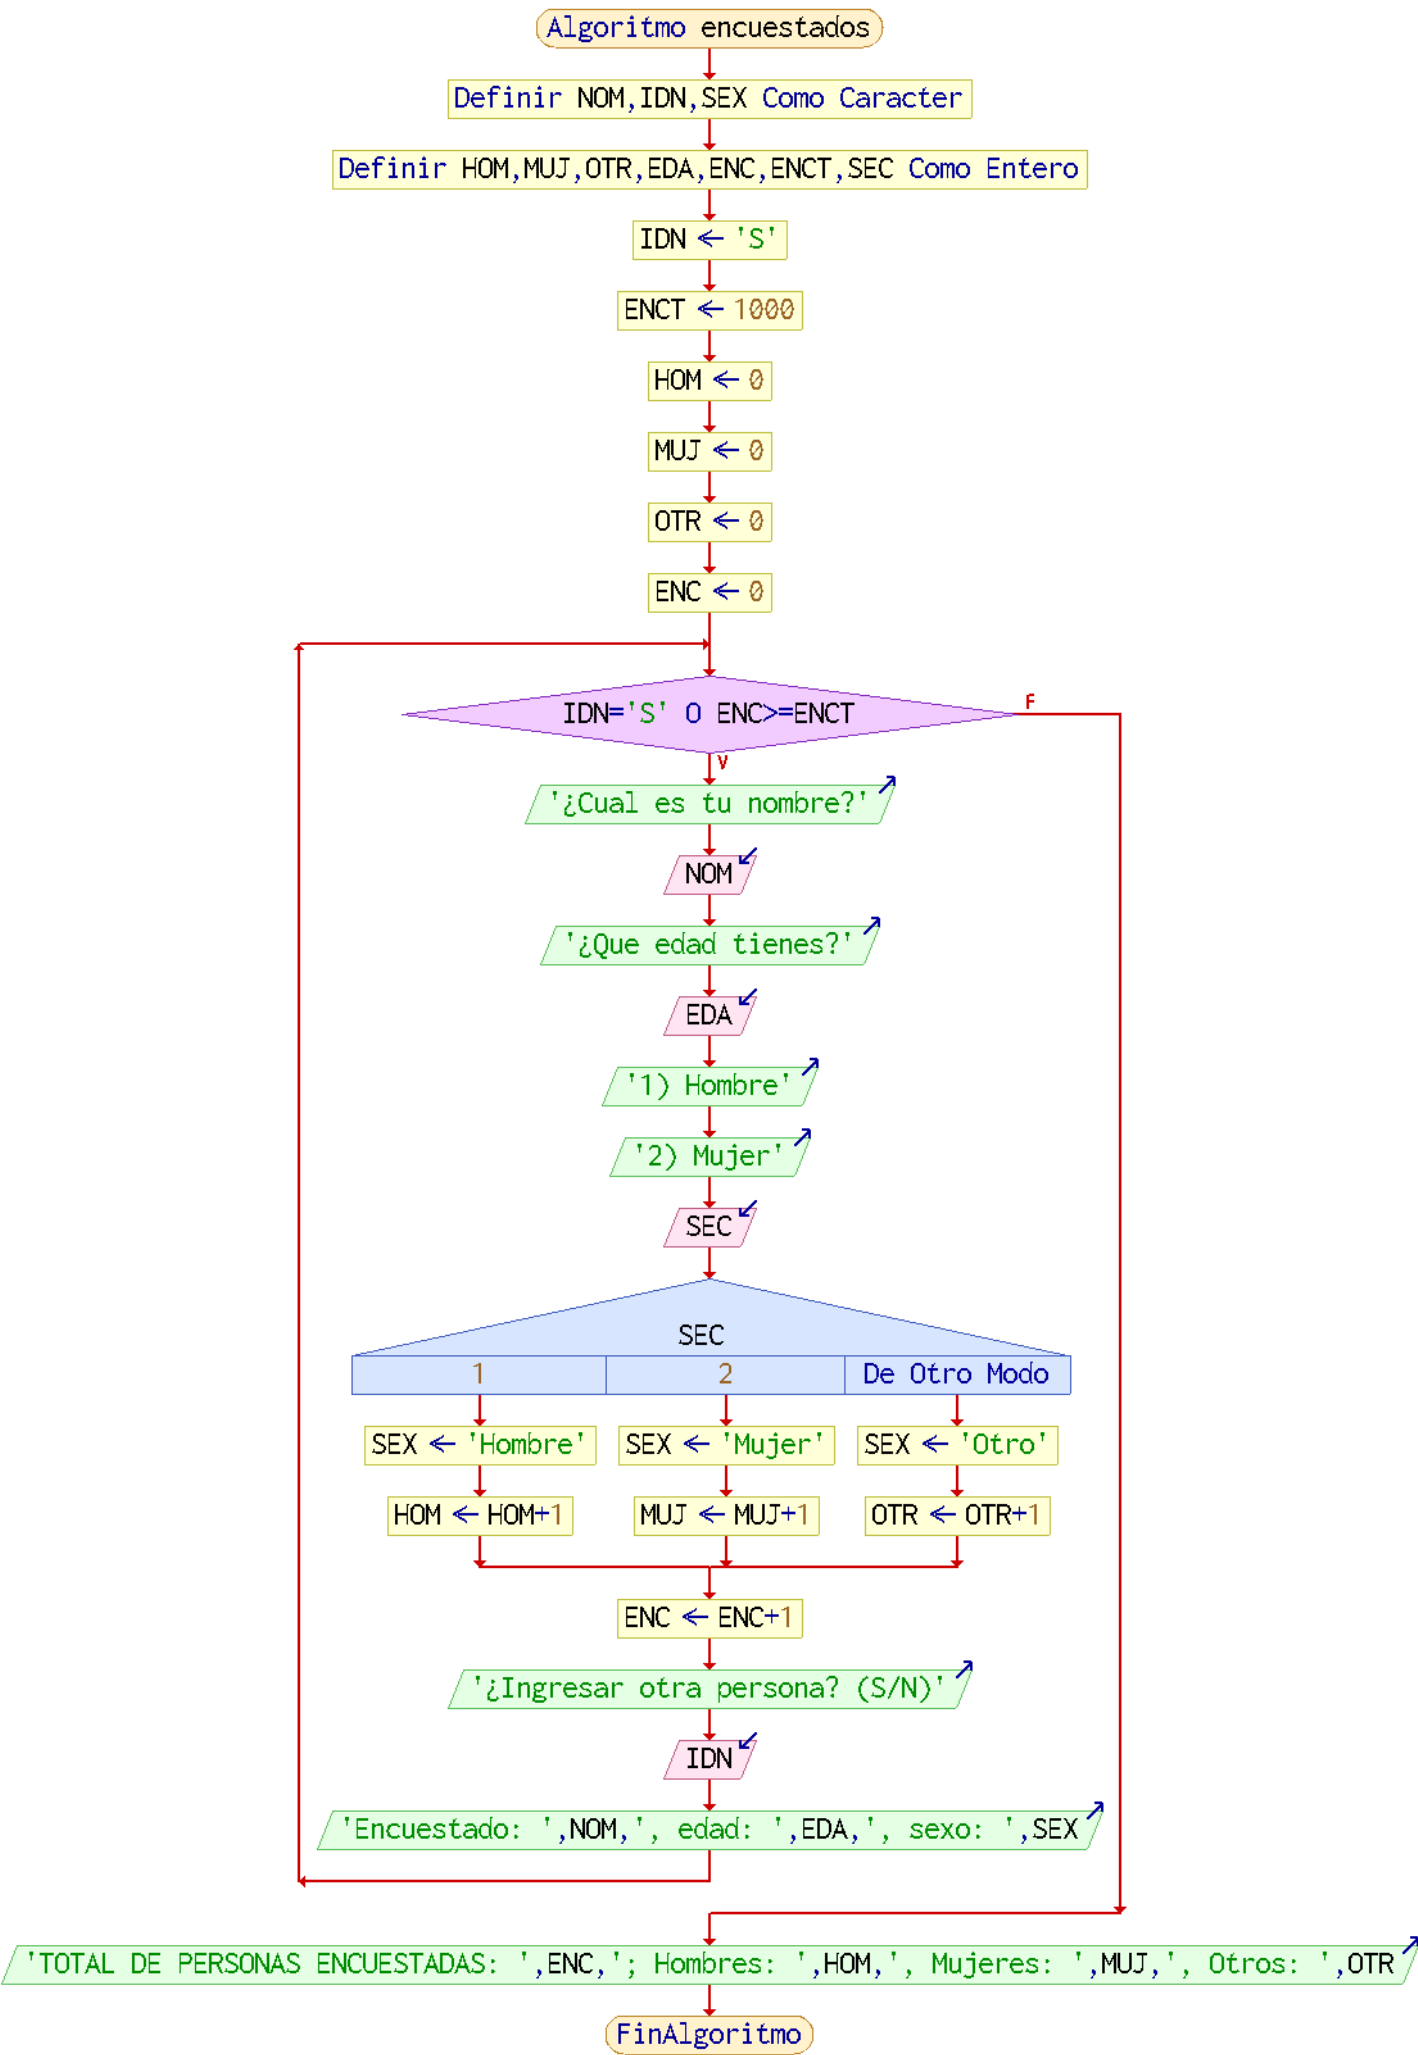 Algoritmo encuestados
Definir NOM,IDN,SEX Como Caracter
Definir HOM,MUJ,OTR,EDA,ENC,ENCT,SEC Como Entero
IDN ← 'S'
ENCT ← 1000
HOM ← 0
MUJ ← 0
OTR ← 0
ENC ← 0
IDN='S' O ENC>=ENCT
F
V
'¿Cual es tu nombre?'
NOM
'¿Que edad tienes?'
EDA
'1) Hombre'
'2) Mujer'
SEC
SEC
1 2 De Otro Modo
SEX ← 'Hombre' SEX ← 'Mujer' SEX ← 'Otro'
HOM ← HOM+1 MUJ ← MUJ+1 OTR ← OTR+1
ENC ← ENC+1
'¿Ingresar otra persona? (S/N)'
IDN
'Encuestado: ',NOM,', edad: ',EDA,', sexo: ',SEX
'TOTAL DE PERSONAS ENCUESTADAS: ',ENC,'; Hombres: ',HOM,', Mujeres: ',MUJ,', Otros: ',OTR
FinAlgoritmo